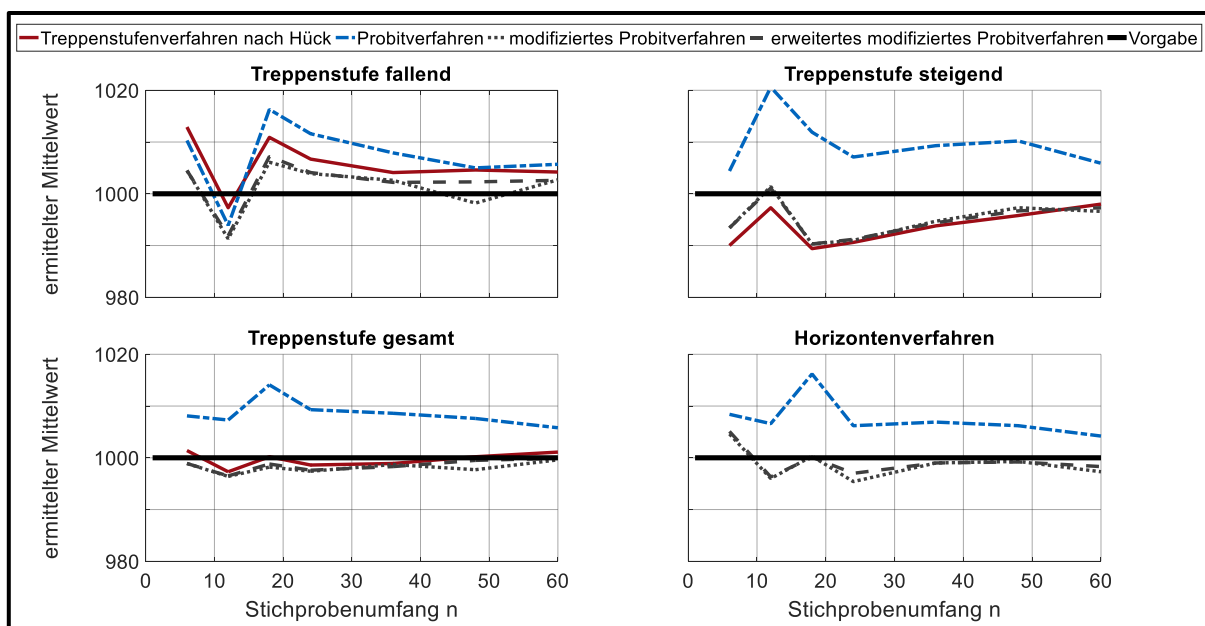 Treppenstufenverfahren nach Hück Probitverfahren modifiziertes Probitverfahren erweitertes modifiziertes Probitverfahren Vorgabe
Treppenstufe fallend
1020
1000
980
ermittelter Mittelwert
Treppenstufe steigend
Treppenstufe gesamt
1020
1000
980
ermittelter Mittelwert
0 10 20 30 40 50 60
Stichprobenumfang n
Horizontenverfahren
0 10 20 30 40 50 60
Stichprobenumfang n